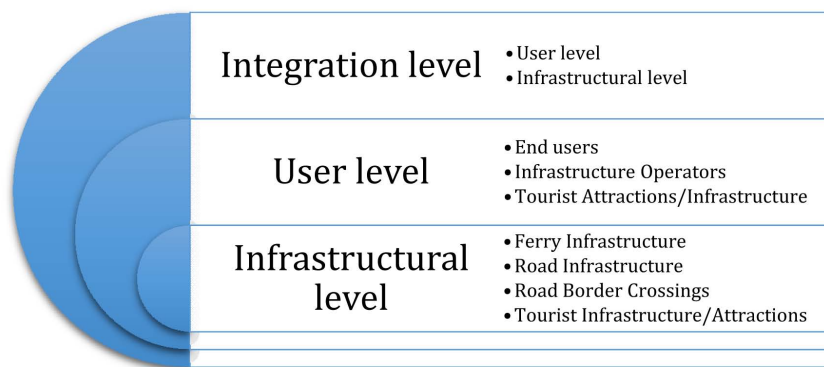 Integration level
• User level
• Infrastructural level
User level
• End users
• Infrastructure Operators
• Tourist Attractions/Infrastructure
Infrastructural
level
• Ferry Infrastructure
• Road Infrastructure
• Road Border Crossings
• Tourist Infrastructure/Attractions